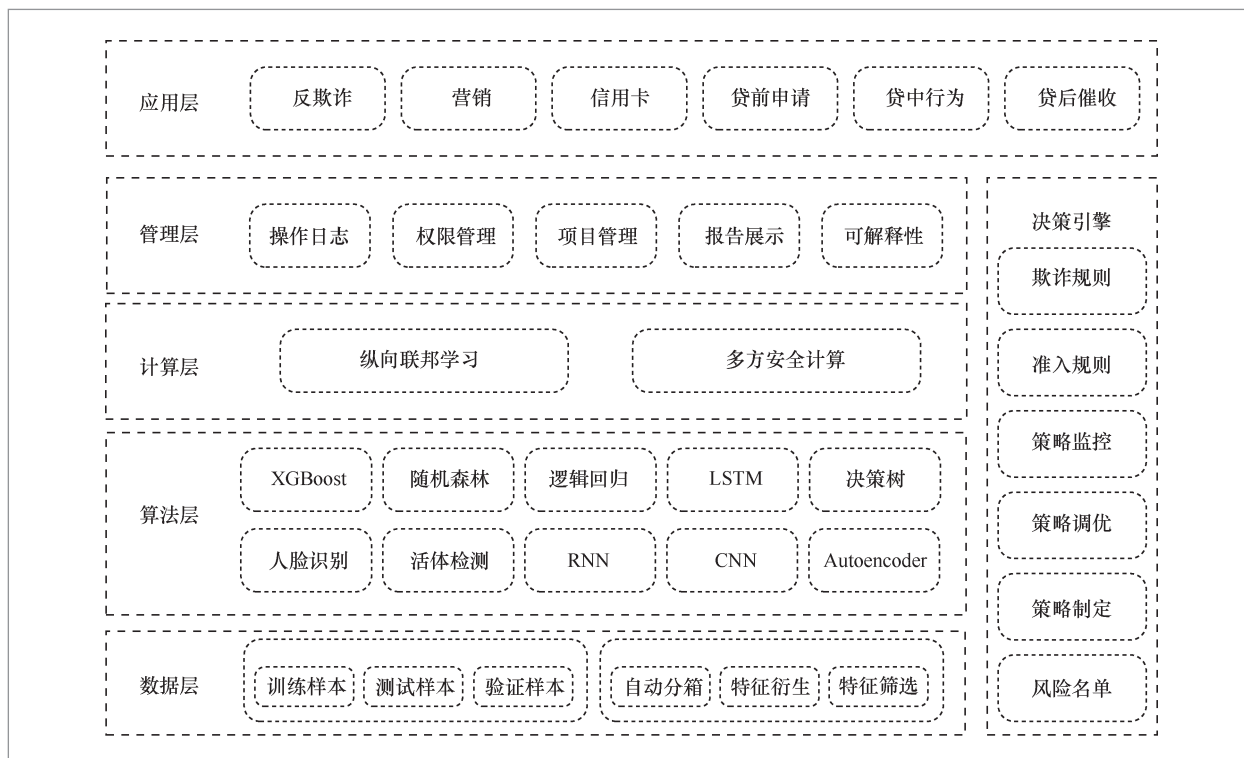 应用层
反欺诈
营销
信用卡
贷前申请
贷中行为
贷后催收
管理层
操作日志
权限管理
项目管理
报告展示
可解释性
计算层
纵向联邦学习
多方安全计算
算法层
XGBoost
随机森林
逻辑回归
LSTM
决策树
人脸识别
活体检测
RNN
CNN
Autoencoder
数据层
训练样本
测试样本
验证样本
自动分箱
特征衍生
特征筛选
决策引擎
欺诈规则
准入规则
策略监控
策略调优
策略制定
风险名单